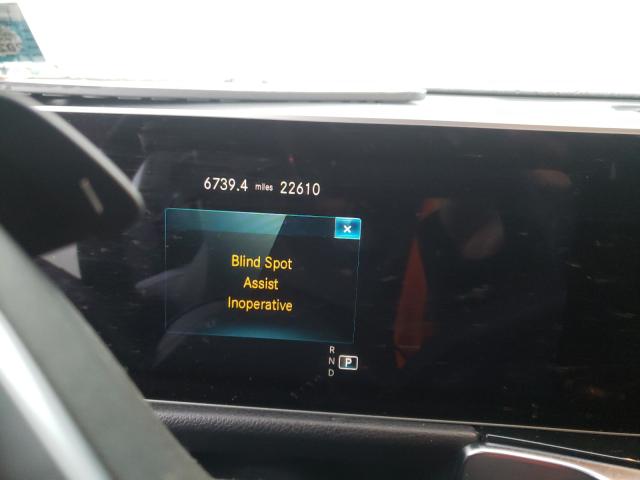 6739.4 miles 22610
×
Blind Spot
Assist
Inoperative
R
N P
D